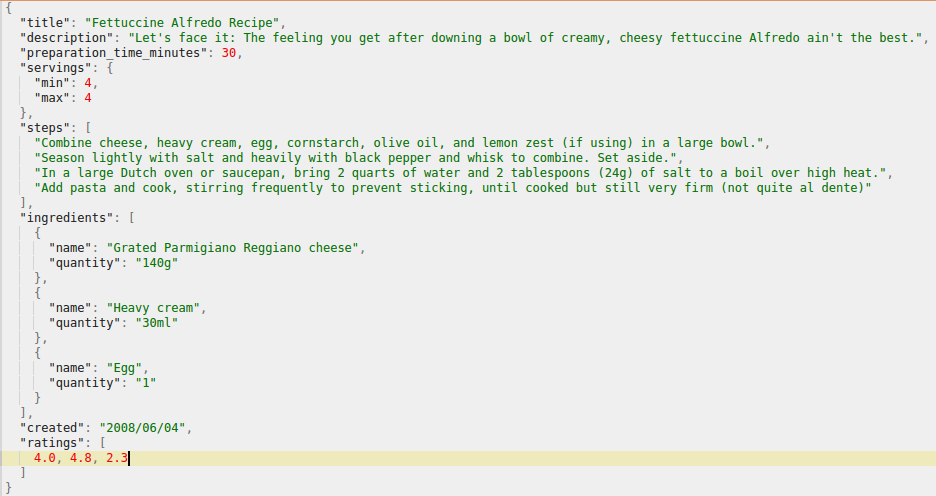 {
  "title": "Fettuccine Alfredo Recipe",
  "description": "Let's face it: The feeling you get after downing a bowl of creamy, cheesy fettuccine Alfredo ain't the best.",
  "preparation_time_minutes": 30,
  "servings": {
    "min": 4,
    "max": 4
  },
  "steps": [
    "Combine cheese, heavy cream, egg, cornstarch, olive oil, and lemon zest (if using) in a large bowl.",
    "Season lightly with salt and heavily with black pepper and whisk to combine. Set aside.",
    "In a large Dutch oven or saucepan, bring 2 quarts of water and 2 tablespoons (24g) of salt to a boil over high heat.",
    "Add pasta and cook, stirring frequently to prevent sticking, until cooked but still very firm (not quite al dente)"
  ],
  "ingredients": [
    {
      "name": "Grated Parmigiano Reggiano cheese",
      "quantity": "140g"
    },
    {
      "name": "Heavy cream",
      "quantity": "30ml"
    },
    {
      "name": "Egg",
      "quantity": "1"
    }
  ],
  "created": "2008/06/04",
  "ratings": [
    4.0, 4.8, 2.3
  ]
}